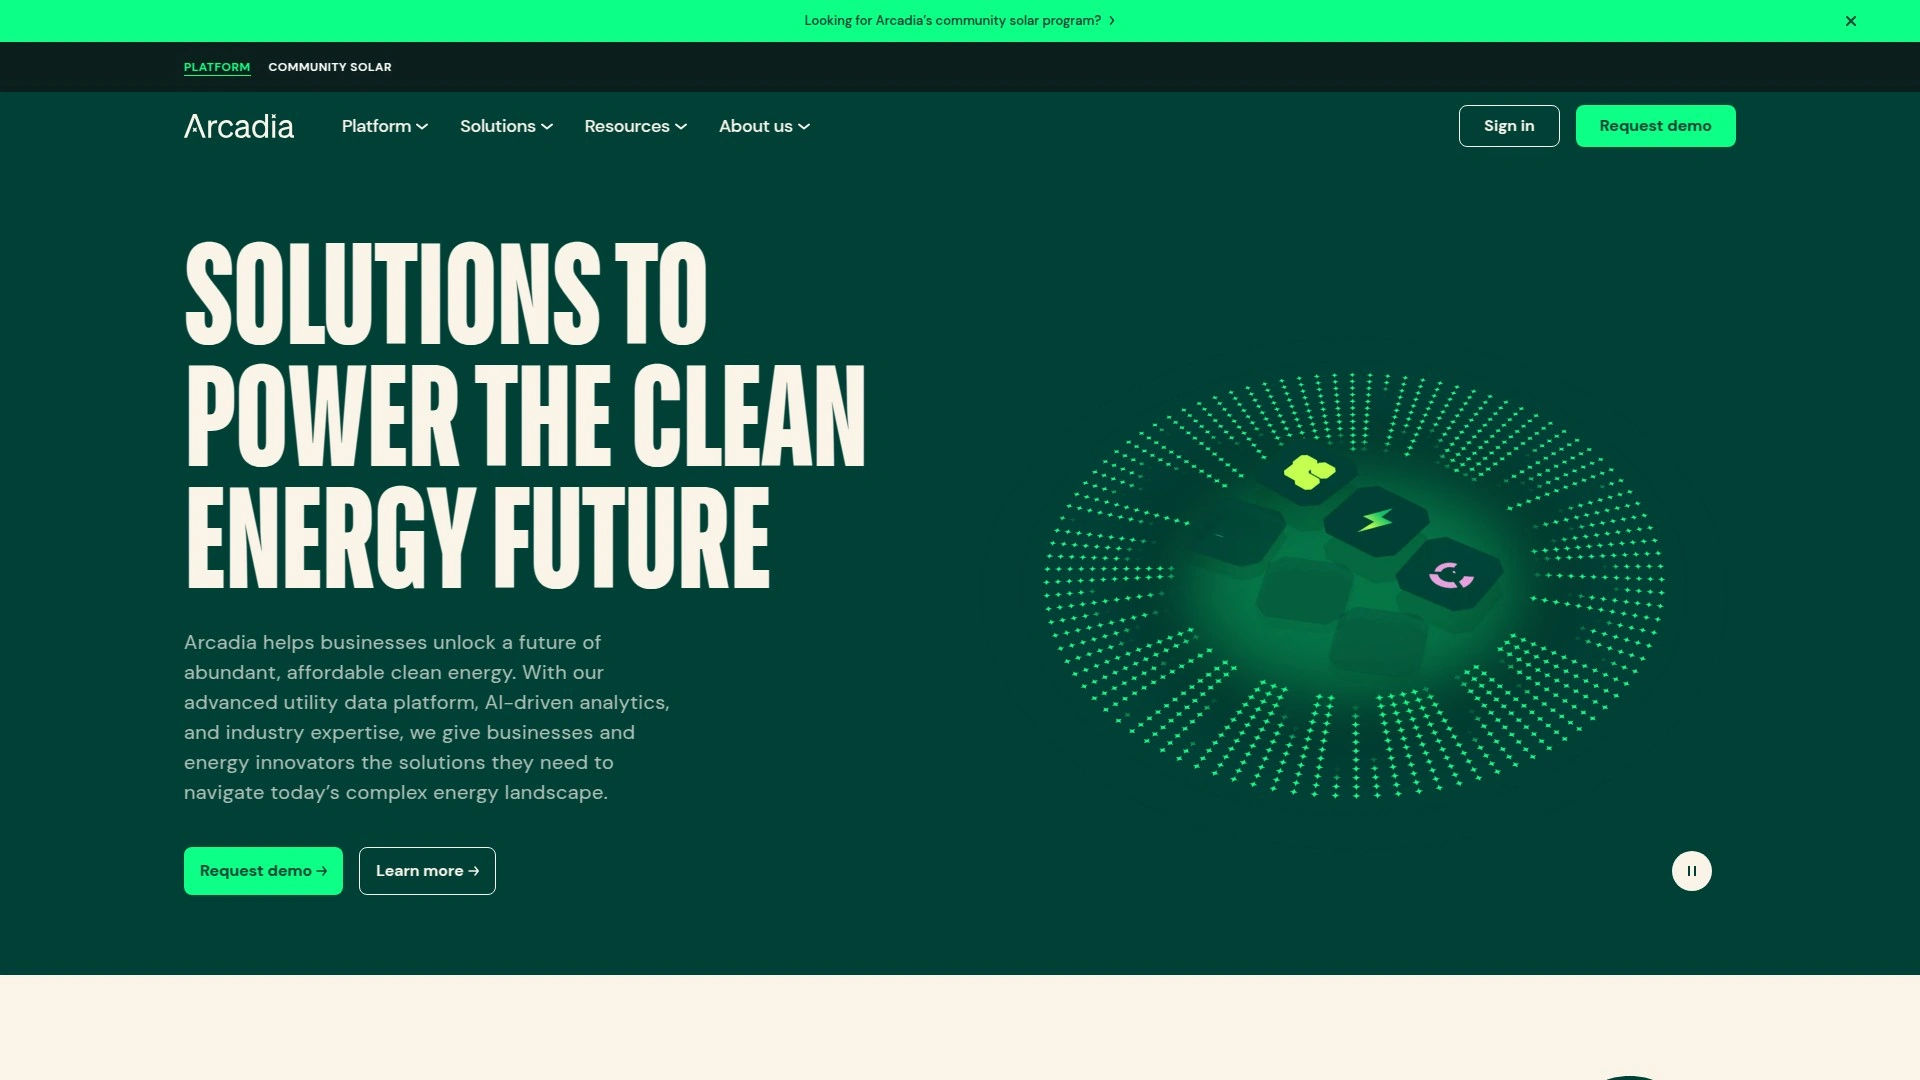 Looking for Arcadia's community solar program?
PLATFORM COMMUNITY SOLAR
Arcadia Platform Solutions Resources About us Sign in Request demo
SOLUTIONS TO
POWER THE CLEAN
ENERGY FUTURE
Arcadia helps businesses unlock a future of
abundant, affordable clean energy. With our
advanced utility data platform, AI-driven analytics,
and industry expertise, we give businesses and
energy innovators the solutions they need to
navigate today’s complex energy landscape.
Request demo → Learn more →